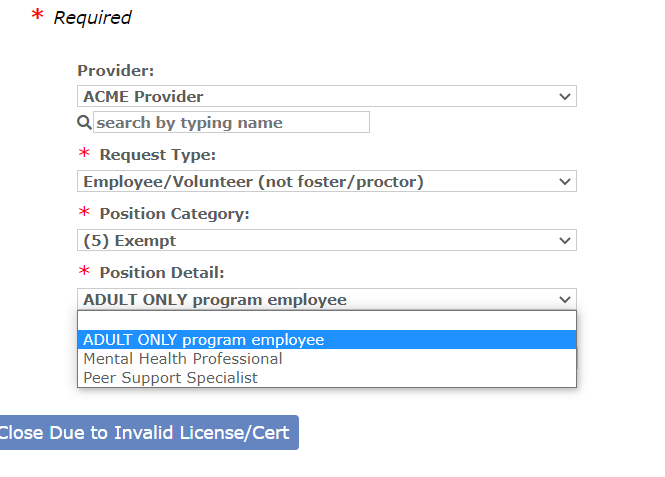 * Required
Provider:
ACME Provider
search by typing name
* Request Type:
Employee/Volunteer (not foster/proctor)
* Position Category:
(5) Exempt
* Position Detail:
ADULT ONLY program employee
ADULT ONLY program employee
Mental Health Professional
Peer Support Specialist
Close Due to Invalid License/Cert